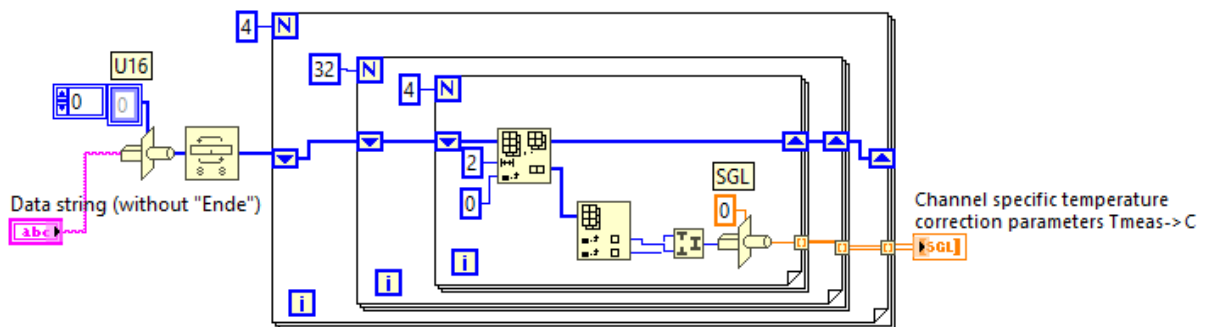 4
N
U16
32
N
4
N
0
0
2
0
SGL
0
Data string (without "Ende")
abc
Channel specific temperature
correction parameters Tmeas->C
SGL
i
i
i